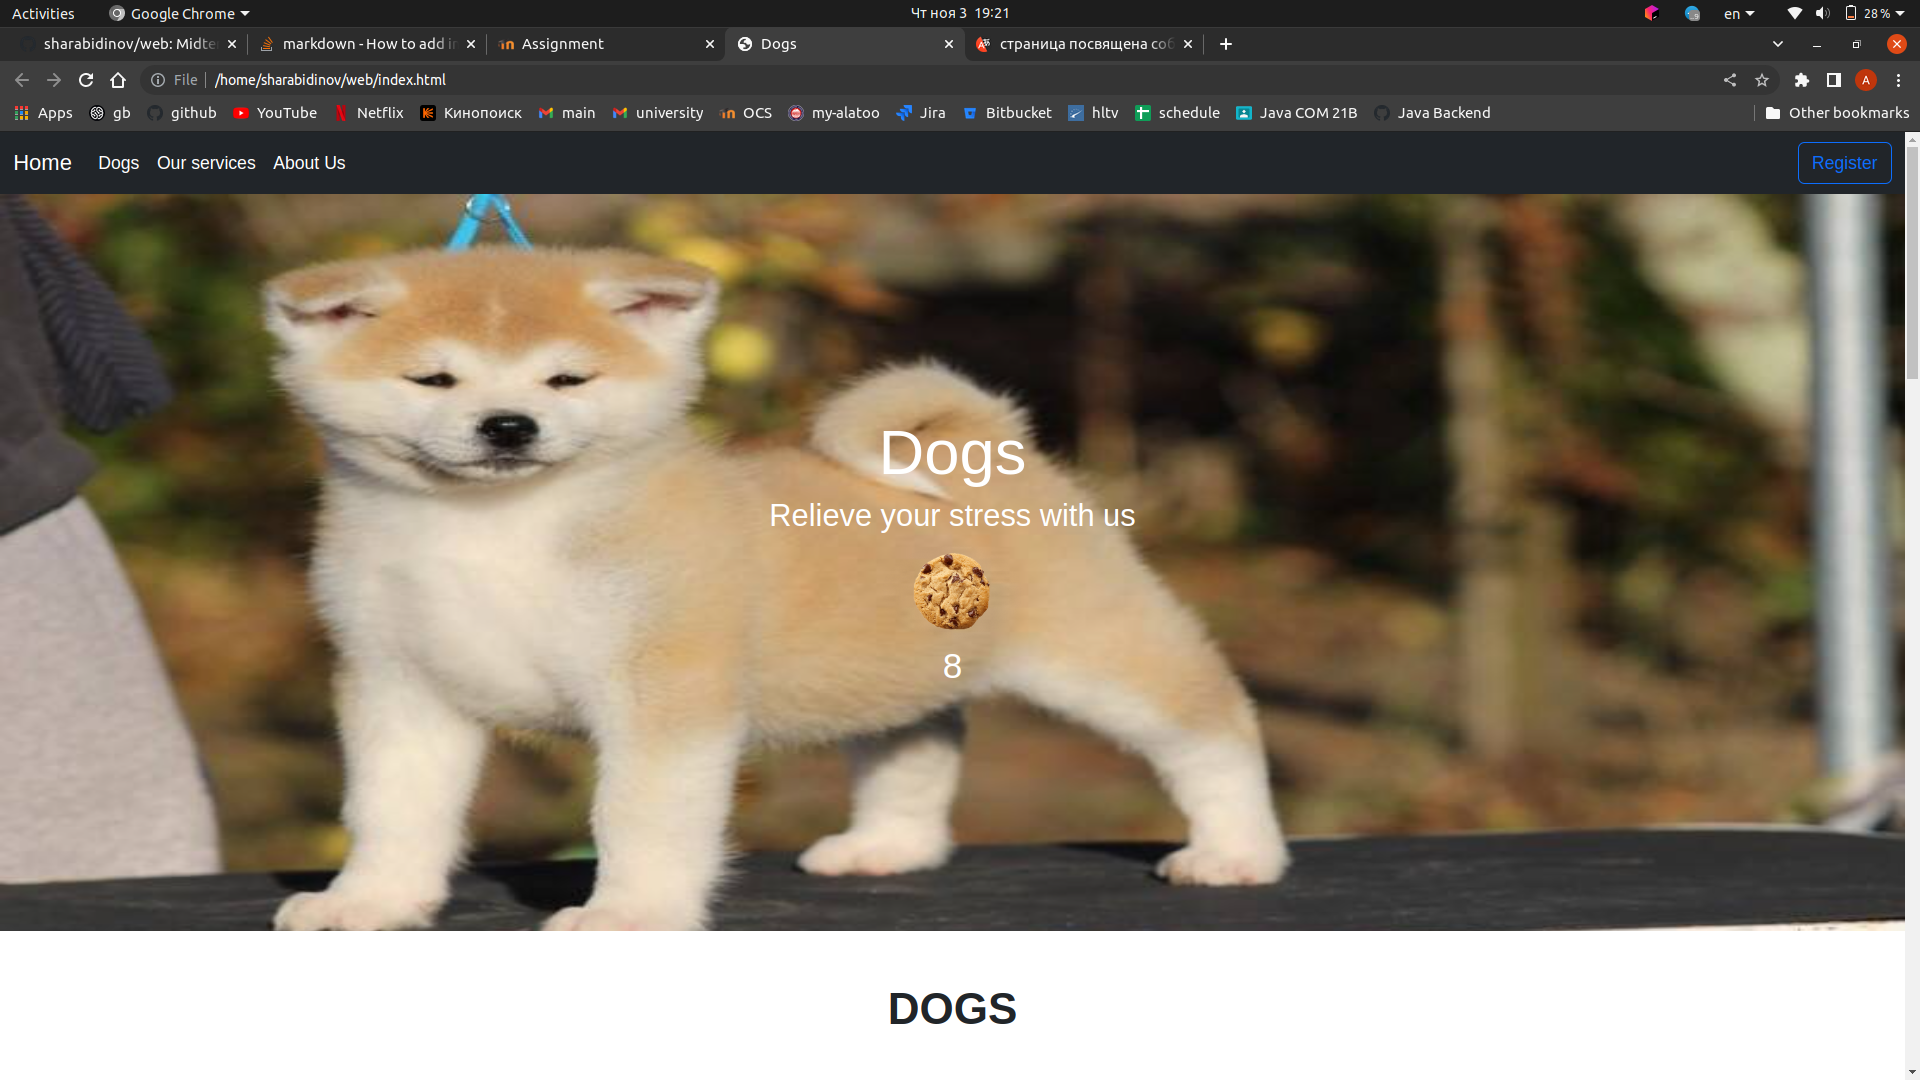 Activities Google Chrome Чт ноя 3 19:21 en 28 %
sharabidinov/web: Midte markdown - How to add i Assignment Dogs страница посвящена соб
File /home/sharabidinov/web/index.html A
Apps gb github YouTube Netflix Кинопоиск main university OCS my-alatoo Jira Bitbucket hltv schedule Java COM 21B Java Backend Other bookmarks
Home Dogs Our services About Us Register
Dogs
Relieve your stress with us
8
DOGS